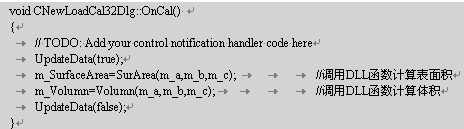 void CNewLoadCal32Dlg::OnCal()
{
// TODO: Add your control notification handler code here
UpdateData(true);
m_SurfaceArea=SurArea(m_a,m_b,m_c); //调用DLL函数计算表面积
m_Volumn=Volumn(m_a,m_b,m_c); //调用DLL函数计算体积
UpdateData(false);
}